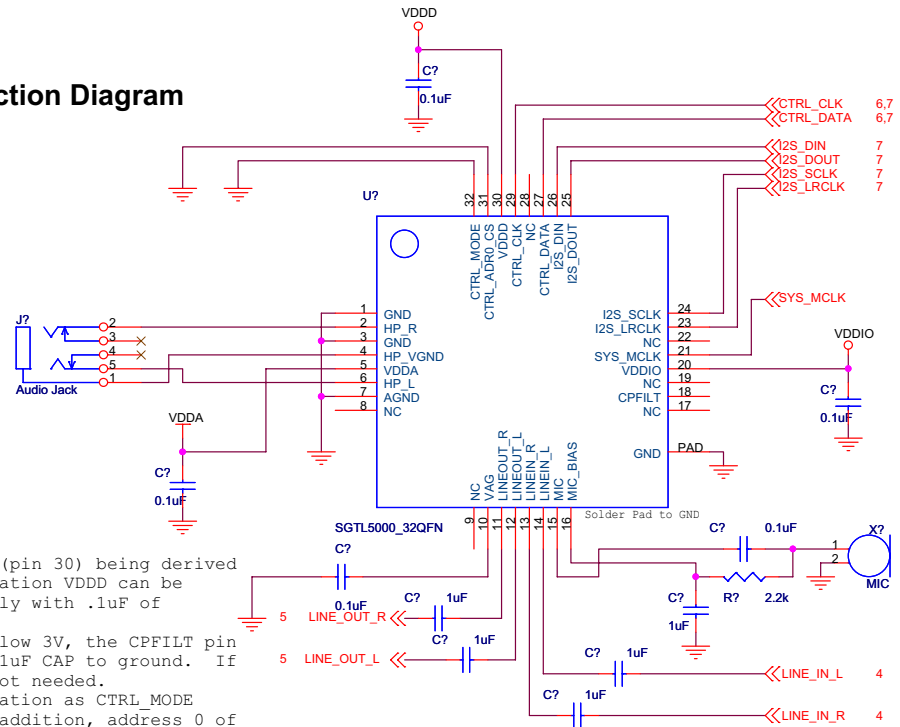 VDDD
C?
0.1uF
ction Diagram
CTRL_CLK 6,7
CTRL_DATA 6,7
I2S_DIN 7
I2S_DOUT 7
I2S_SCLK 7
I2S_LRCLK 7
U?
32 31 30 29 28 27 26 25
CTRL_MODE
CTRL_ADR0_CS
VDDD
CTRL_CLK
NC
CTRL_DATA
I2S_DIN
I2S_DOUT
1 GND
2 HP_R
3 GND
4 HP_VGND
5 VDDA
6 HP_L
7 AGND
8 NC
I2S_SCLK 24
I2S_LRCLK 23
NC 22
SYS_MCLK 21
VDDIO 20
NC 19
CPFILT 18
NC 17
GND PAD
SYS_MCLK
VDDIO
C?
0.1uF
J?
2
3
4
5
1
Audio Jack
VDDA
C?
0.1uF
NC
VAG
LINEOUT_R
LINEOUT_L
LINEIN_R
LINEIN_L
MIC
MIC_BIAS
9 10 11 12 13 14 15 16
SGTL5000_32QFN
Solder Pad to GND
C? 0.1uF
X?
1
2
MIC
R? 2.2k
C?
1uF
C?
0.1uF
5 LINE_OUT_R
C? 1uF
5 LINE_OUT_L
C?
1uF
C? 1uF
LINE_IN_L 4
C? 1uF
LINE_IN_R 4
(pin 30) being derived
ation VDDD can be
ly with .1uF of
low 3V, the CPFILT pin
1uF CAP to ground. If
ot needed.
ation as CTRL_MODE
addition, address 0 of